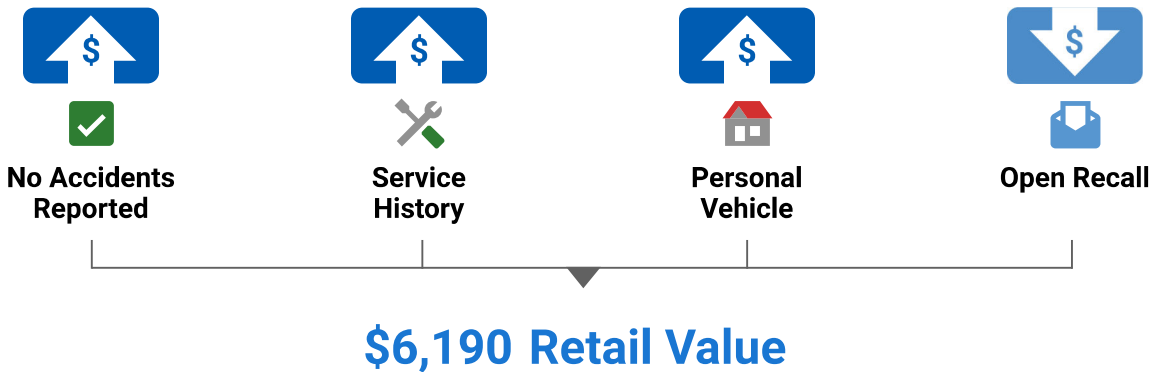 $ $ $ $
No Accidents
Reported
Service
History
Personal
Vehicle
Open Recall
$6,190 Retail Value